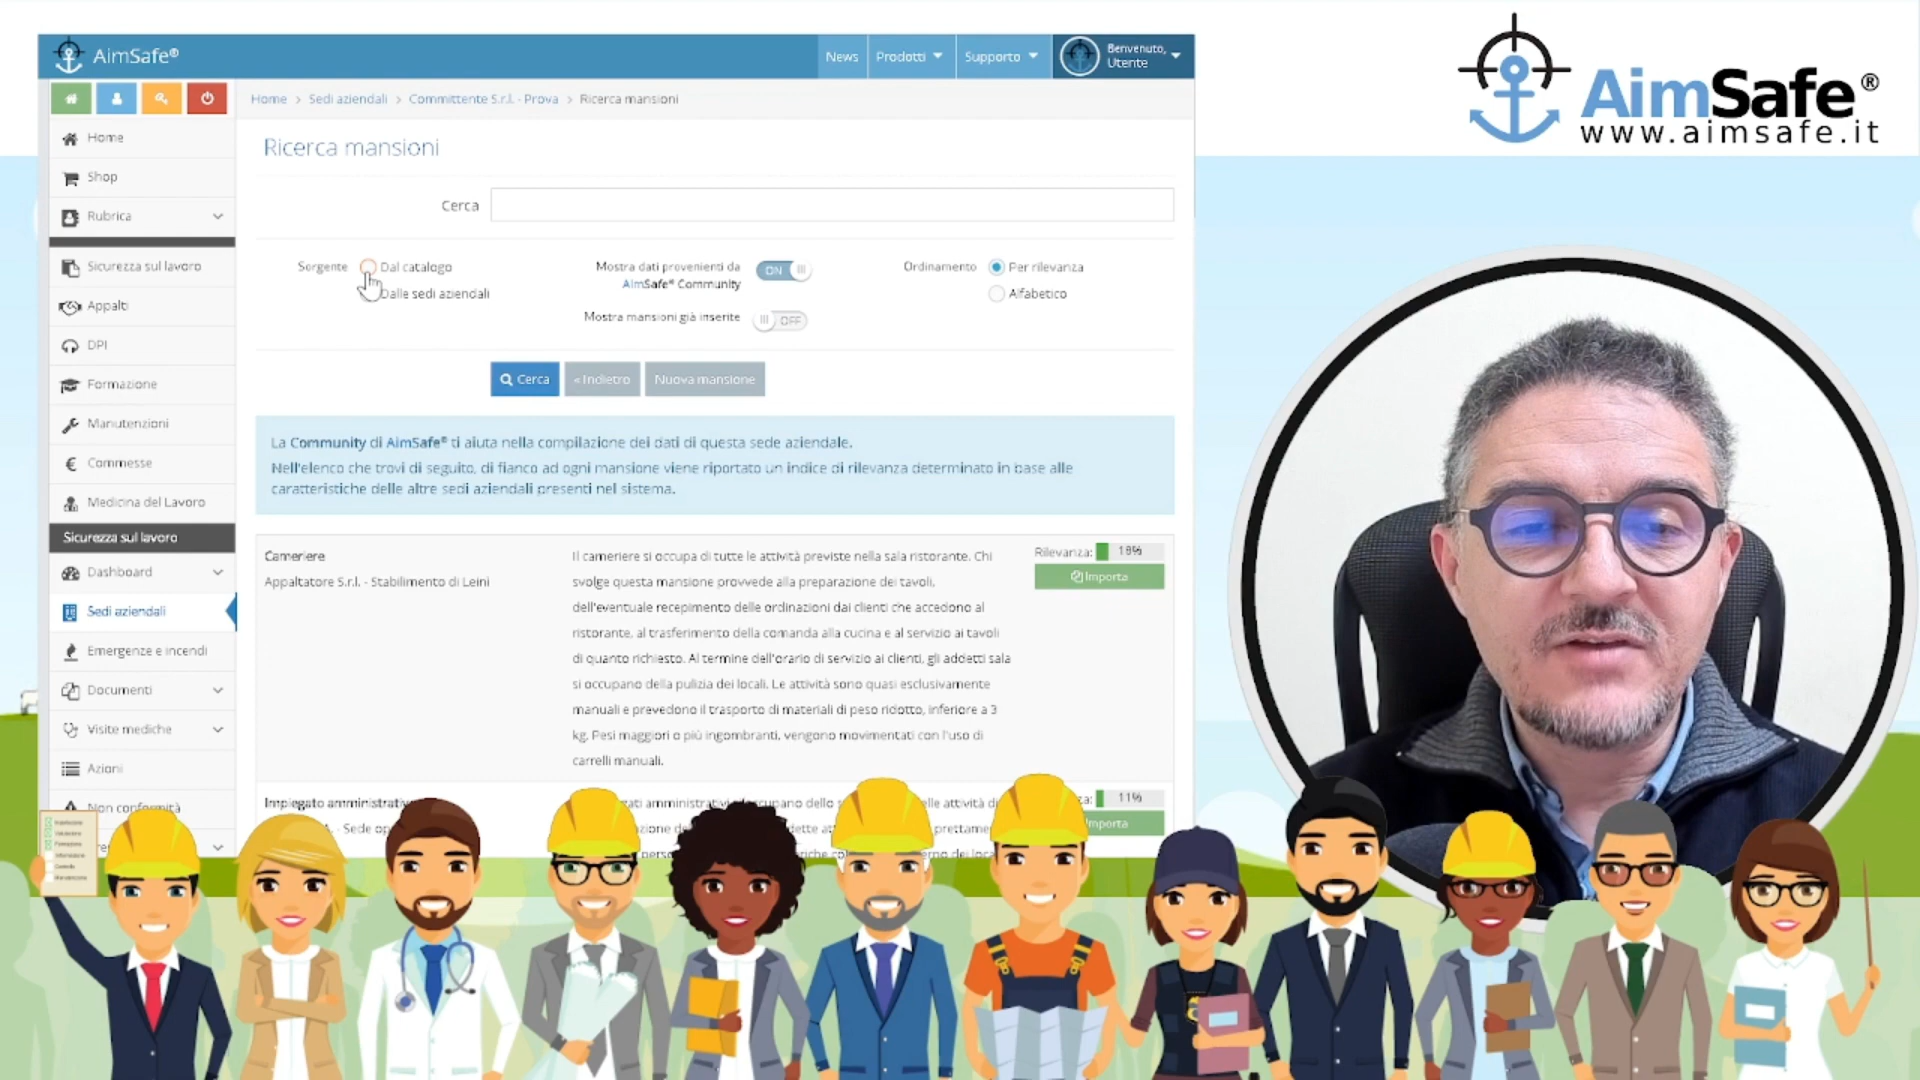 AimSafe®
News
Prodotti
Supporto
Benvenuto,
Utente
AimSafe®
www.aimsafe.it
Home > Sedi aziendali > Committente S.r.l. - Prova > Ricerca mansioni
Home
Shop
Rubrica
Sicurezza sul lavoro
Appalti
DPI
Formazione
Manutenzioni
Commesse
Medicina del Lavoro
Sicurezza sul lavoro
Dashboard
Sedi aziendali
Emergenze e incendi
Documenti
Visite mediche
Azioni
Non conformità
Ricerca mansioni
Cerca
Sorgente
Dal catalogo
Dalle sedi aziendali
Mostra dati provenienti da
AimSafe® Community
ON
Mostra mansioni già inserite
OFF
Ordinamento
Per rilevanza
Alfabetico
Cerca
« Indietro
Nuova mansione
La Community di AimSafe® ti aiuta nella compilazione dei dati di questa sede aziendale.
Nell'elenco che trovi di seguito, di fianco ad ogni mansione viene riportato un indice di rilevanza determinato in base alle
caratteristiche delle altre sedi aziendali presenti nel sistema.
Cameriere
Appaltatore S.r.l. - Stabilimento di Leini
Il cameriere si occupa di tutte le attività previste nella sala ristorante. Chi
svolge questa mansione provvede alla preparazione dei tavoli,
dell'eventuale recepimento delle ordinazioni dai clienti che accedono al
ristorante, al trasferimento della comanda alla cucina e al servizio ai tavoli
di quanto richiesto. Al termine dell'orario di servizio ai clienti, gli addetti sala
si occupano della pulizia dei locali. Le attività sono quasi esclusivamente
manuali e prevedono il trasporto di materiali di peso ridotto, inferiore a 3
kg. Pesi maggiori o più ingombranti, vengono movimentati con l'uso di
carrelli manuali.
Rilevanza: 18%
Importa
Impiegato amministrativ
11%
Importa